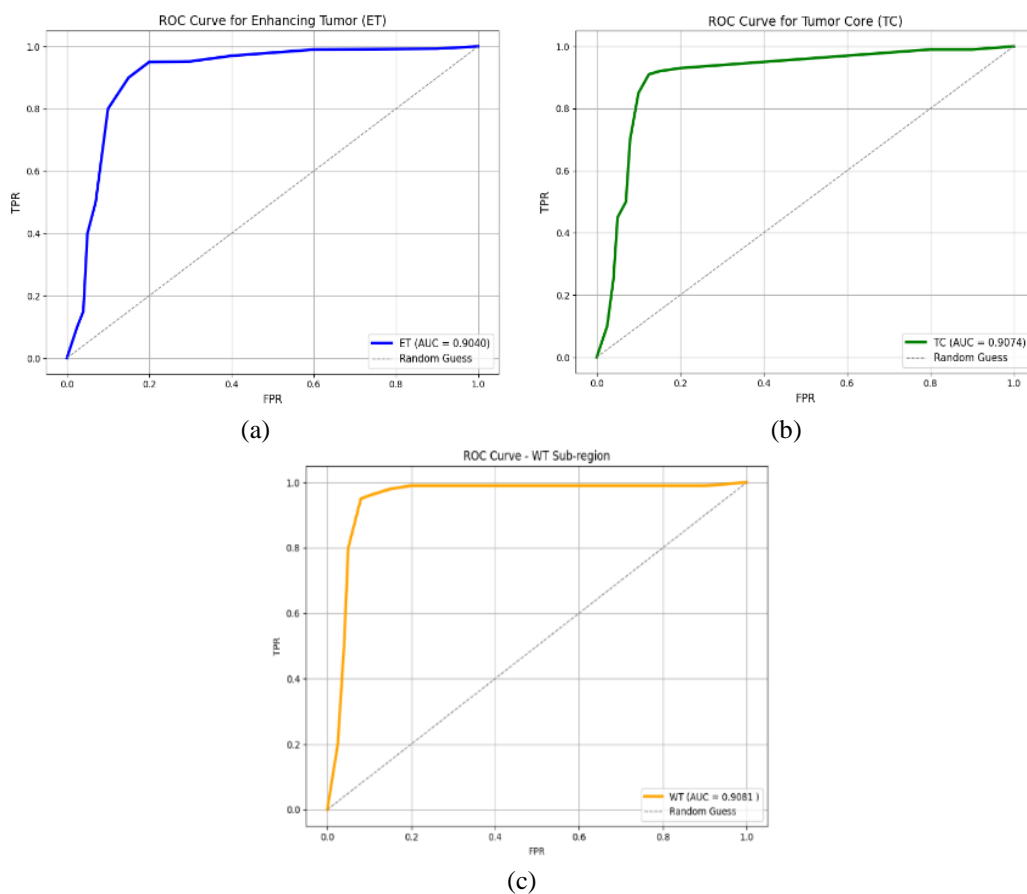 ROC Curve for Enhancing Tumor (ET)
TPR
1.0
0.8
0.6
0.4
0.2
0.0
ET (AUC = 0.9040)
Random Guess
0.0 0.2 0.4 0.6 0.8 1.0
FPR
(a)
ROC Curve for Tumor Core (TC)
TPR
1.0
0.8
0.6
0.4
0.2
0.0
TC (AUC = 0.9074)
Random Guess
0.0 0.2 0.4 0.6 0.8 1.0
FPR
(b)
ROC Curve - WT Sub-region
TPR
1.0
0.8
0.6
0.4
0.2
0.0
WT (AUC = 0.9081 )
Random Guess
0.0 0.2 0.4 0.6 0.8 1.0
FPR
(c)